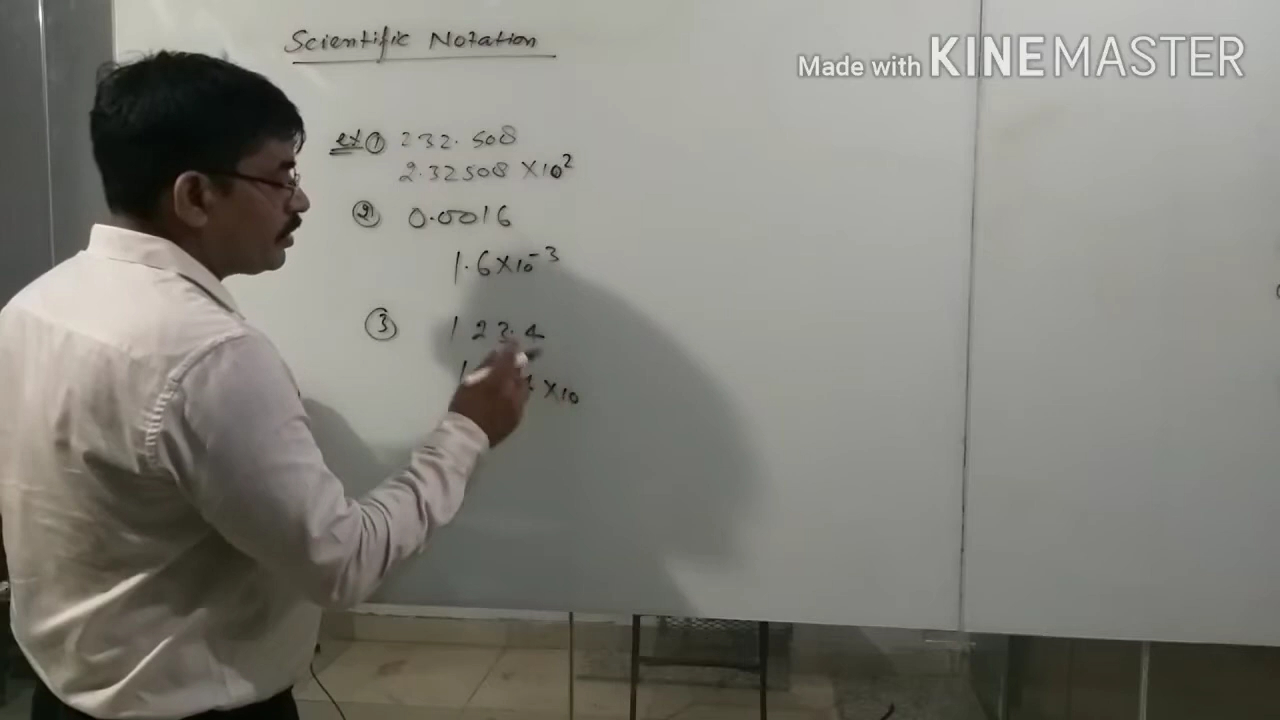 Scientific Notation
Made with KINEMASTER
ex ① 232.508
2.32508 × 10²
② 0.0016
1.6 × 10⁻³
③ 123.4
× 10